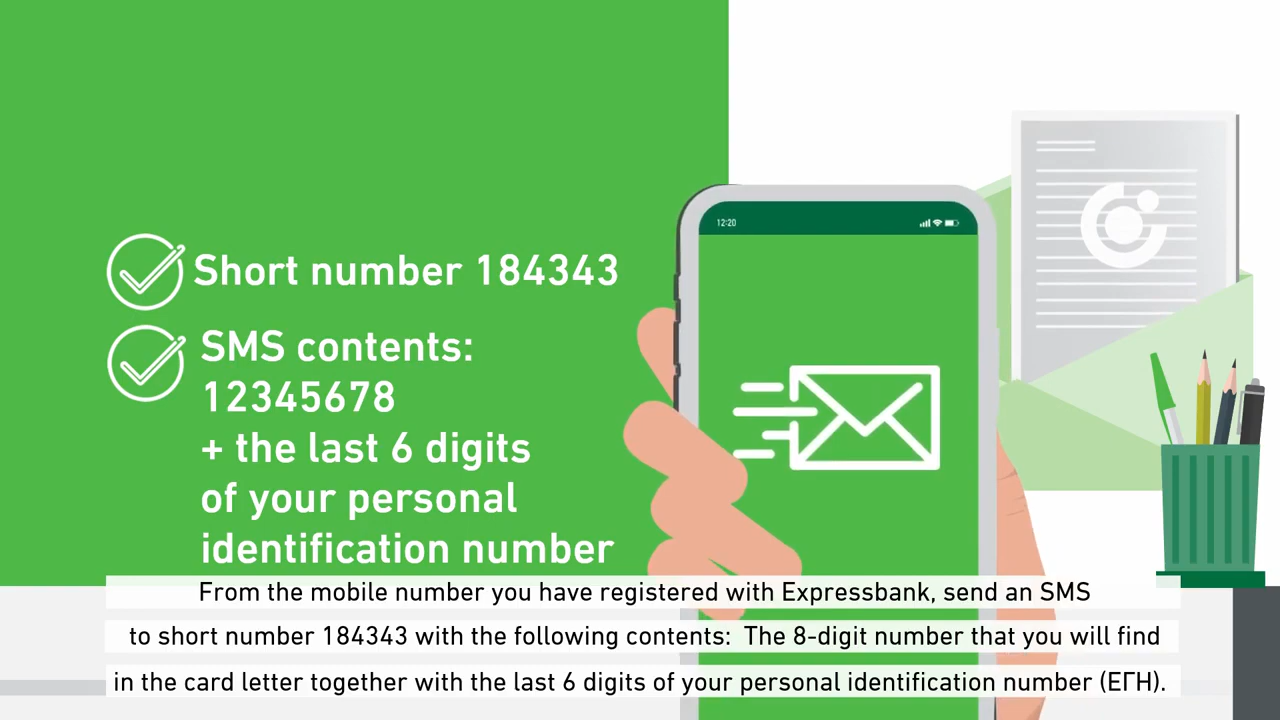 12:20
Short number 184343
SMS contents:
12345678
+ the last 6 digits
of your personal
identification number
From the mobile number you have registered with Expressbank, send an SMS
to short number 184343 with the following contents:  The 8-digit number that you will find
in the card letter together with the last 6 digits of your personal identification number (ЕГН).